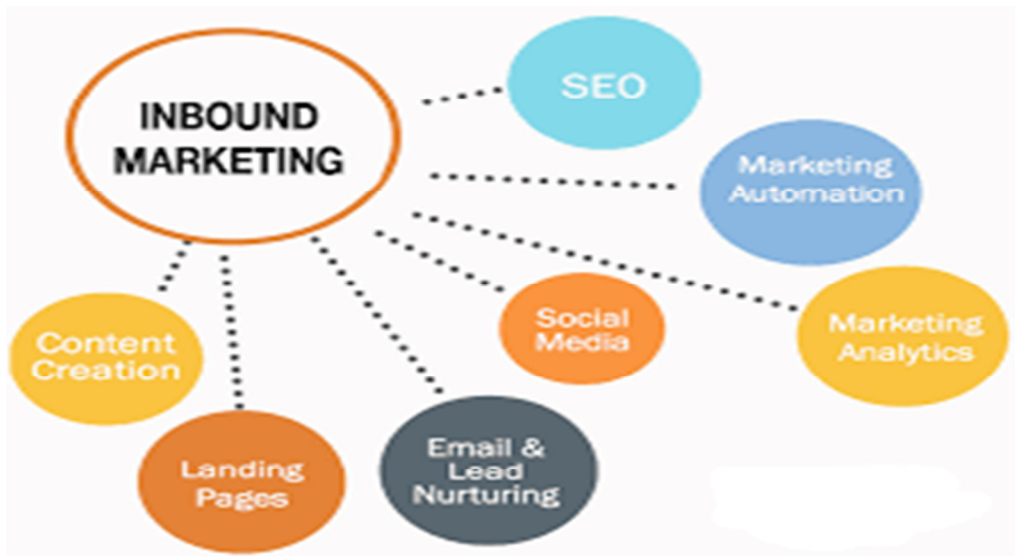 INBOUND
MARKETING
SEO
Marketing
Automation
Marketing
Analytics
Social
Media
Email &
Lead
Nurturing
Landing
Pages
Content
Creation